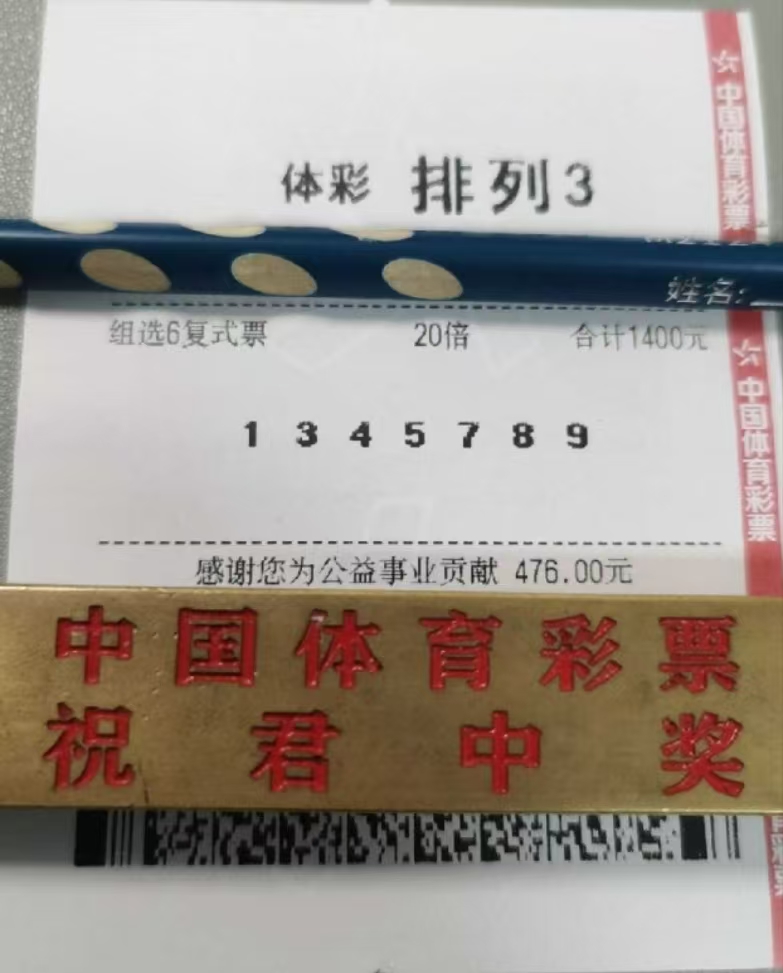 体彩 排列3
姓名:
组选6复式票 20倍 合计1400元
1 3 4 5 7 8 9
感谢您为公益事业贡献 476.00元
中国体育彩票
祝君中奖
中国体育彩票
中国体育彩票